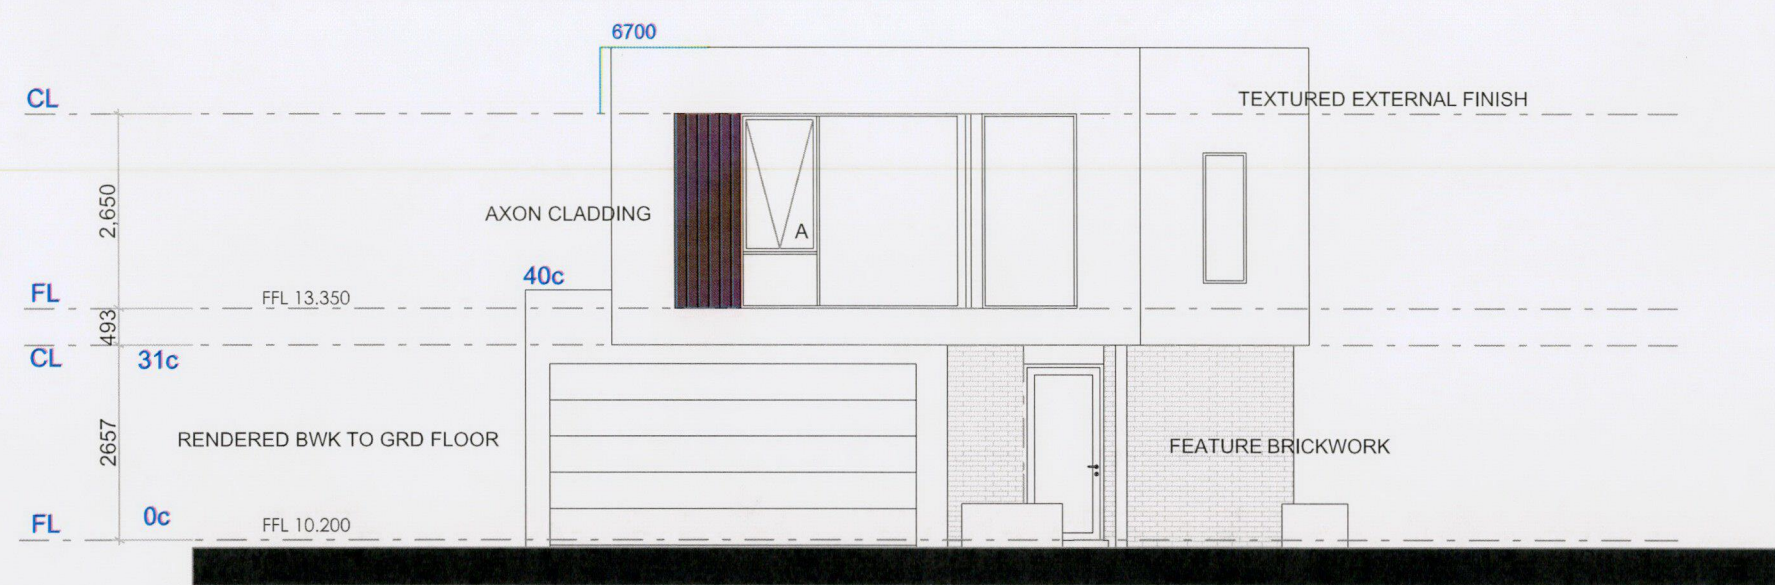 6700
CL
TEXTURED EXTERNAL FINISH
2,650
AXON CLADDING
A
40c
FL
FFL 13.350
493
CL
31c
2657
RENDERED BWK TO GRD FLOOR
FEATURE BRICKWORK
0c
FL
FFL 10.200